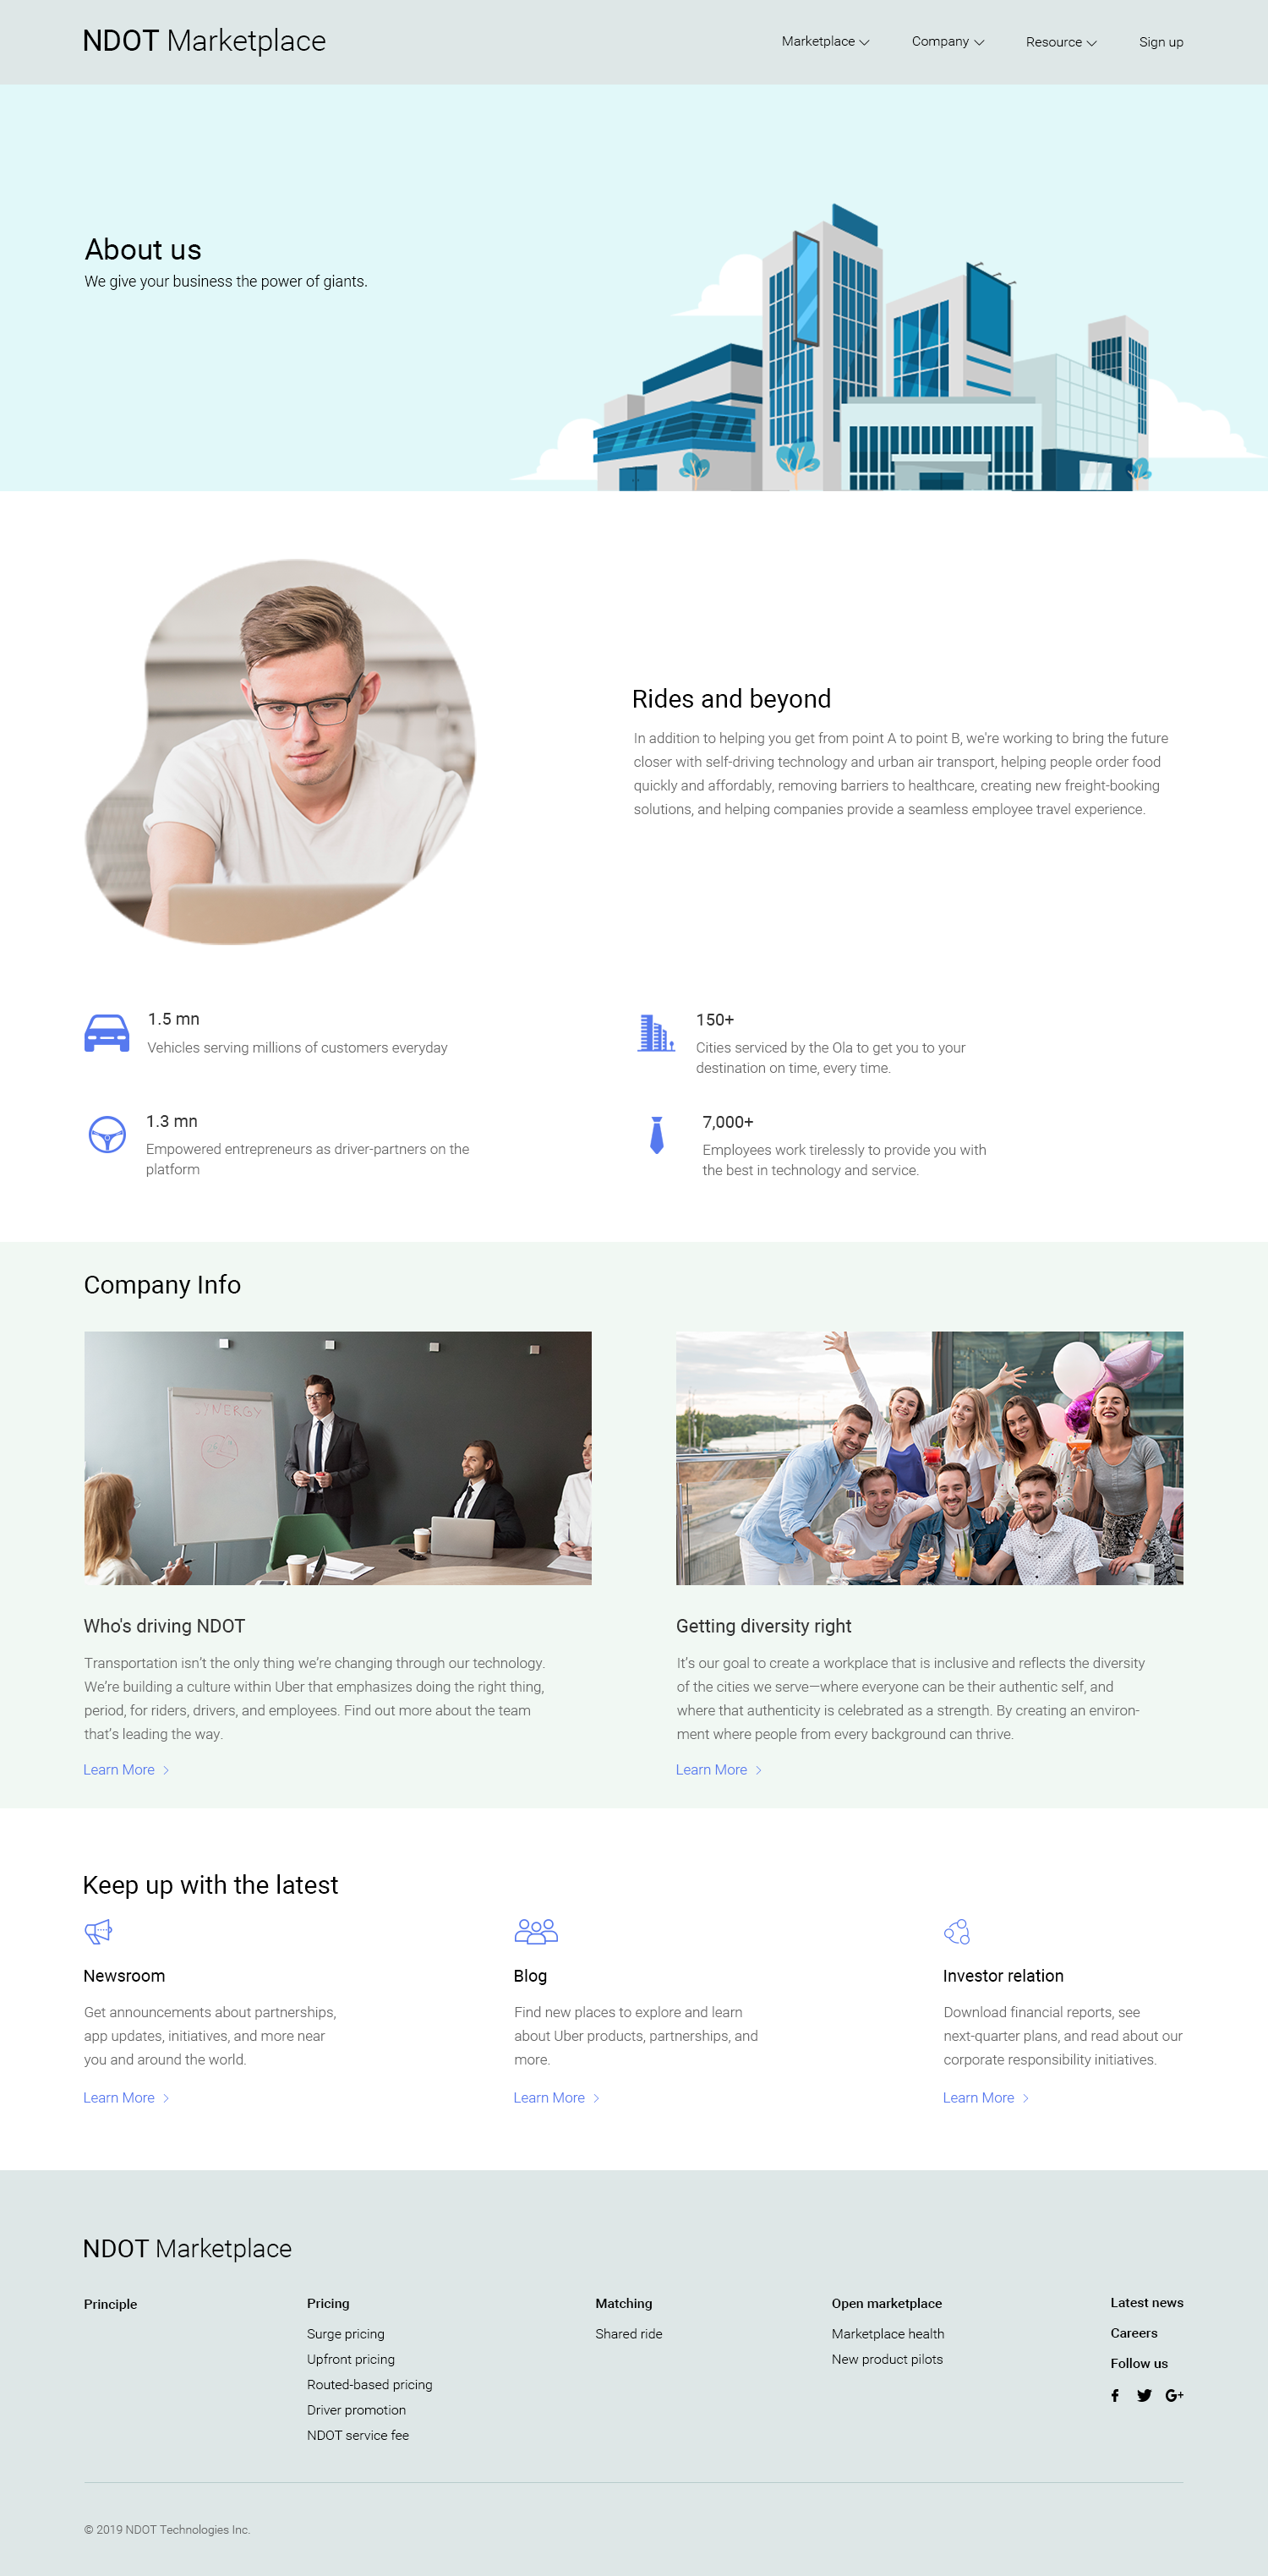 NDOT Marketplace
Marketplace
Company
Resource
Sign up
About us
We give your business the power of giants.
Rides and beyond
In addition to helping you get from point A to point B, we're working to bring the future
closer with self-driving technology and urban air transport, helping people order food
quickly and affordably, removing barriers to healthcare, creating new freight-booking
solutions, and helping companies provide a seamless employee travel experience.
1.5 mn
Vehicles serving millions of customers everyday
150+
Cities serviced by the Ola to get you to your
destination on time, every time.
1.3 mn
Empowered entrepreneurs as driver-partners on the
platform
7,000+
Employees work tirelessly to provide you with
the best in technology and service.
Company Info
SYNERGY
Who's driving NDOT
Transportation isn't the only thing we're changing through our technology.
We're building a culture within Uber that emphasizes doing the right thing,
period, for riders, drivers, and employees. Find out more about the team
that's leading the way.
Learn More
Getting diversity right
It's our goal to create a workplace that is inclusive and reflects the diversity
of the cities we serve—where everyone can be their authentic self, and
where that authenticity is celebrated as a strength. By creating an environ-
ment where people from every background can thrive.
Learn More
Keep up with the latest
Newsroom
Get announcements about partnerships,
app updates, initiatives, and more near
you and around the world.
Learn More
Blog
Find new places to explore and learn
about Uber products, partnerships, and
more.
Learn More
Investor relation
Download financial reports, see
next-quarter plans, and read about our
corporate responsibility initiatives.
Learn More
NDOT Marketplace
Principle
Pricing
Surge pricing
Upfront pricing
Routed-based pricing
Driver promotion
NDOT service fee
Matching
Shared ride
Open marketplace
Marketplace health
New product pilots
Latest news
Careers
Follow us
© 2019 NDOT Technologies Inc.